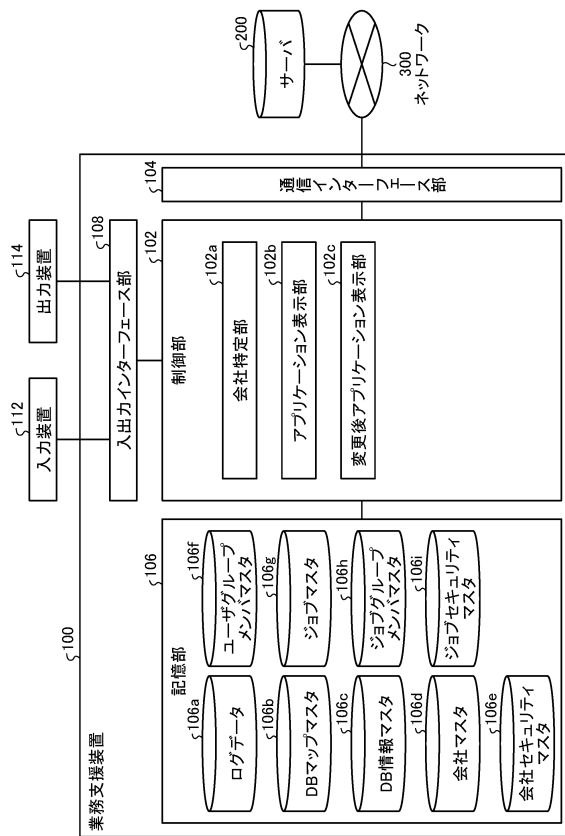 100
業務支援装置
112
入力装置
114
出力装置
108
入出力インターフェース部
106
記憶部
106a
ログデータ
106b
DBマップマスタ
106c
DB情報マスタ
106d
会社マスタ
106e
会社セキュリティ
マスタ
106f
ユーザグループ
メンバマスタ
106g
ジョブマスタ
106h
ジョブグループ
メンバマスタ
106i
ジョブセキュリティ
マスタ
102
制御部
102a
会社特定部
102b
アプリケーション表示部
102c
変更後アプリケーション表示部
104
通信インターフェース部
200
サーバ
300
ネットワーク